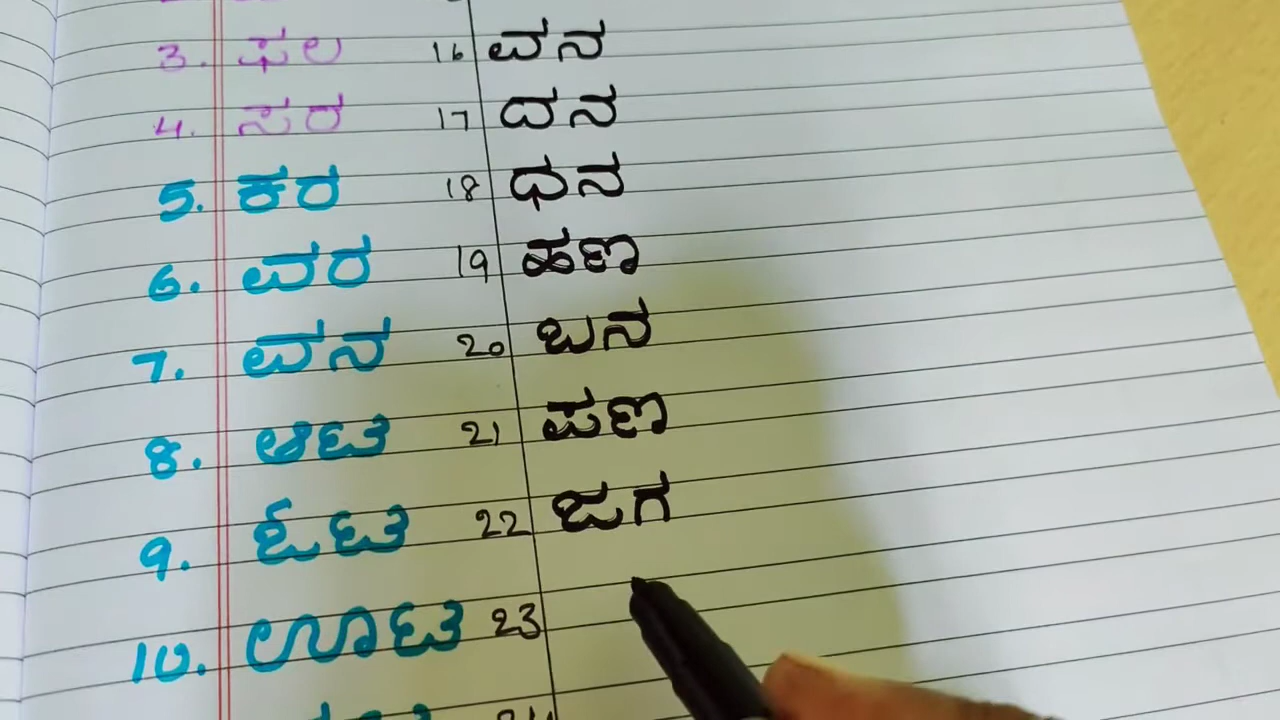 3. ಫಲ 16 ವನ
4. ಸರ 17 ದನ
5. ಕರ 18 ಧನ
6. ವರ 19 ಹಣ
7. ವನ 20 ಬನ
8. ಆಟ 21 ಪಣ
9. ಓಟ 22 ಜಗ
10. ಊಟ 23